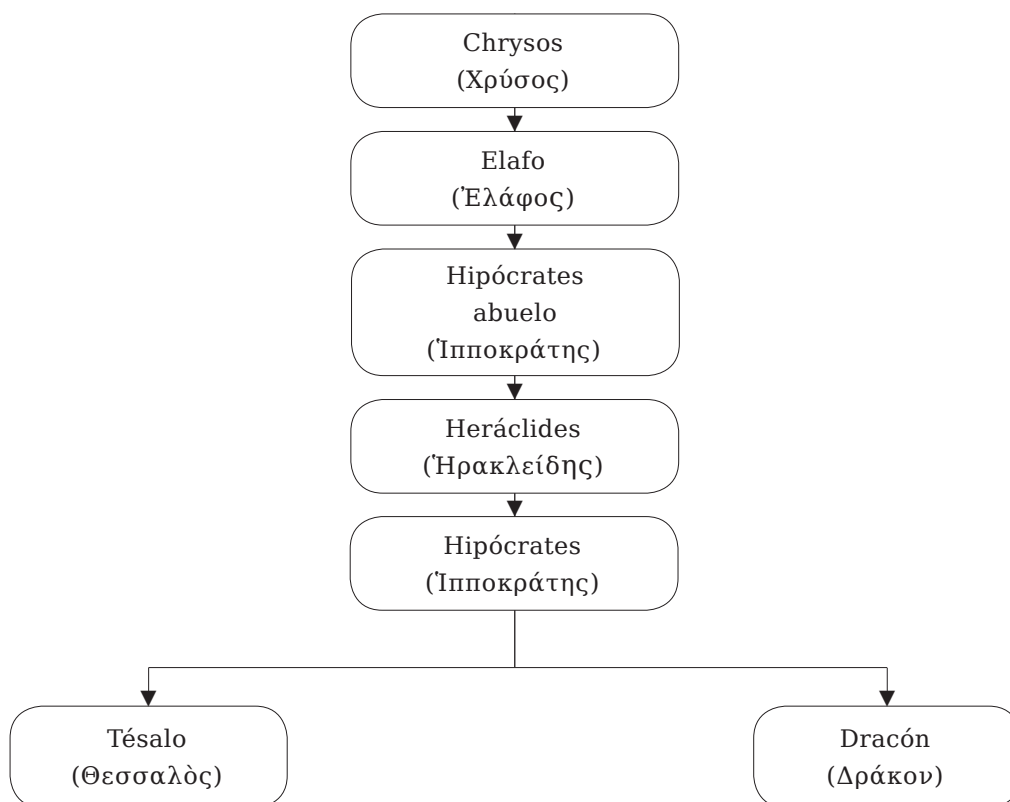 Chrysos
(Χρύσος)
Elafo
(Ἐλάφος)
Hipócrates
abuelo
(Ἱπποκράτης)
Heráclides
(Ἡρακλείδης)
Hipócrates
(Ἱπποκράτης)
Tésalo
(Θεσσαλὸς)
Dracón
(Δράκον)